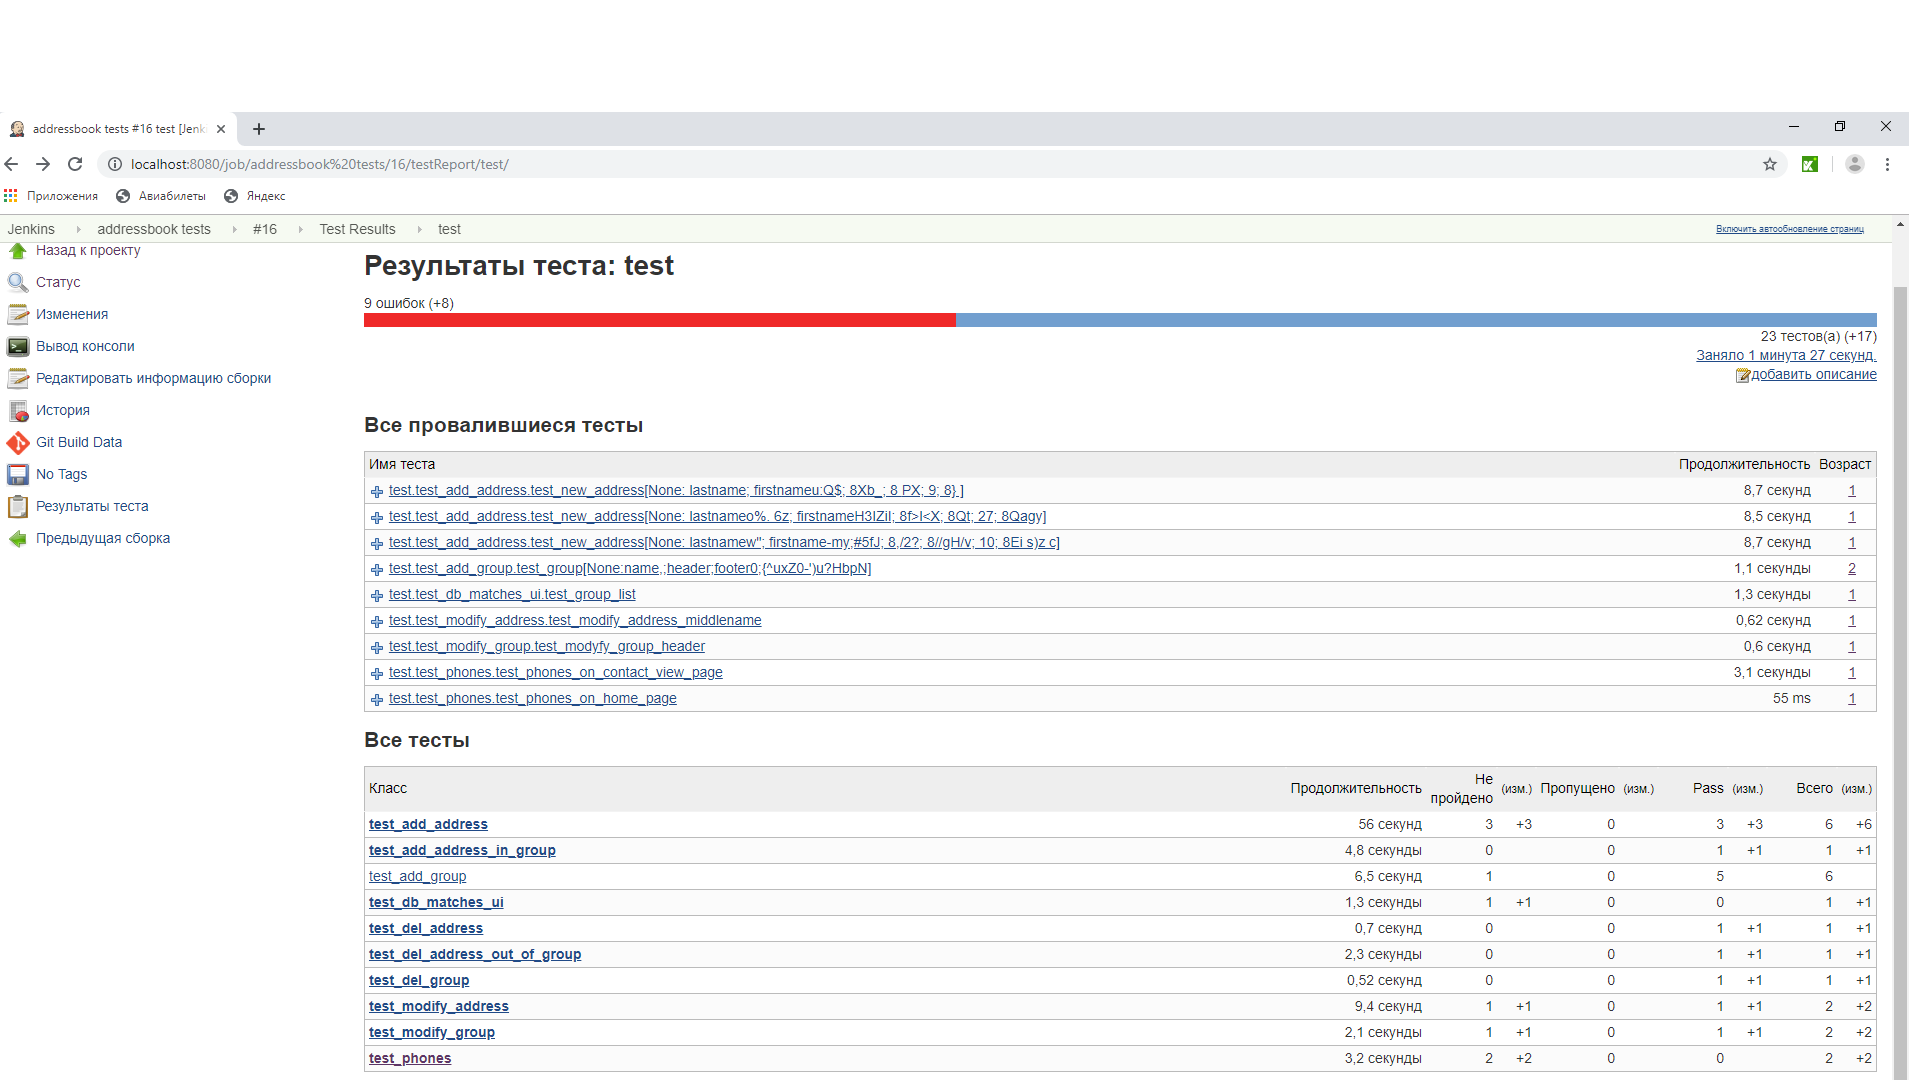 addressbook tests #16 test [Jenk
localhost:8080/job/addressbook%20tests/16/testReport/test/
Приложения Авиабилеты Яндекс
Jenkins addressbook tests #16 Test Results test Включить автообновление страниц
Назад к проекту
Статус
Изменения
Вывод консоли
Редактировать информацию сборки
История
Git Build Data
No Tags
Результаты теста
Предыдущая сборка
Результаты теста: test
9 ошибок (+8)
23 тестов(а) (+17)
Заняло 1 минута 27 секунд.
добавить описание
Все провалившиеся тесты
Имя теста Продолжительность Возраст
test.test_add_address.test_new_address[None: lastname; firstnameu:Q$; 8Xb_; 8 PX; 9; 8} ] 8,7 секунд 1
test.test_add_address.test_new_address[None: lastnameo%. 6z; firstnameH3IZiI; 8f>I<X; 8Qt; 27; 8Qagy] 8,5 секунд 1
test.test_add_address.test_new_address[None: lastnamew"; firstname-my;#5fJ; 8,/2?; 8//gH/v; 10; 8Ei s)z c] 8,7 секунд 1
test.test_add_group.test_group[None:name,;header;footer0;{^uxZ0-')u?HbpN] 1,1 секунды 2
test.test_db_matches_ui.test_group_list 1,3 секунды 1
test.test_modify_address.test_modify_address_middlename 0,62 секунд 1
test.test_modify_group.test_modyfy_group_header 0,6 секунд 1
test.test_phones.test_phones_on_contact_view_page 3,1 секунды 1
test.test_phones.test_phones_on_home_page 55 ms 1
Все тесты
Класс Продолжительность Не пройдено (изм.) Пропущено (изм.) Pass (изм.) Всего (изм.)
test_add_address 56 секунд 3 +3 0 3 +3 6 +6
test_add_address_in_group 4,8 секунды 0 0 1 +1 1 +1
test_add_group 6,5 секунд 1 0 5 6
test_db_matches_ui 1,3 секунды 1 +1 0 0 1 +1
test_del_address 0,7 секунд 0 0 1 +1 1 +1
test_del_address_out_of_group 2,3 секунды 0 0 1 +1 1 +1
test_del_group 0,52 секунд 0 0 1 +1 1 +1
test_modify_address 9,4 секунд 1 +1 0 1 +1 2 +2
test_modify_group 2,1 секунды 1 +1 0 1 +1 2 +2
test_phones 3,2 секунды 2 +2 0 0 2 +2